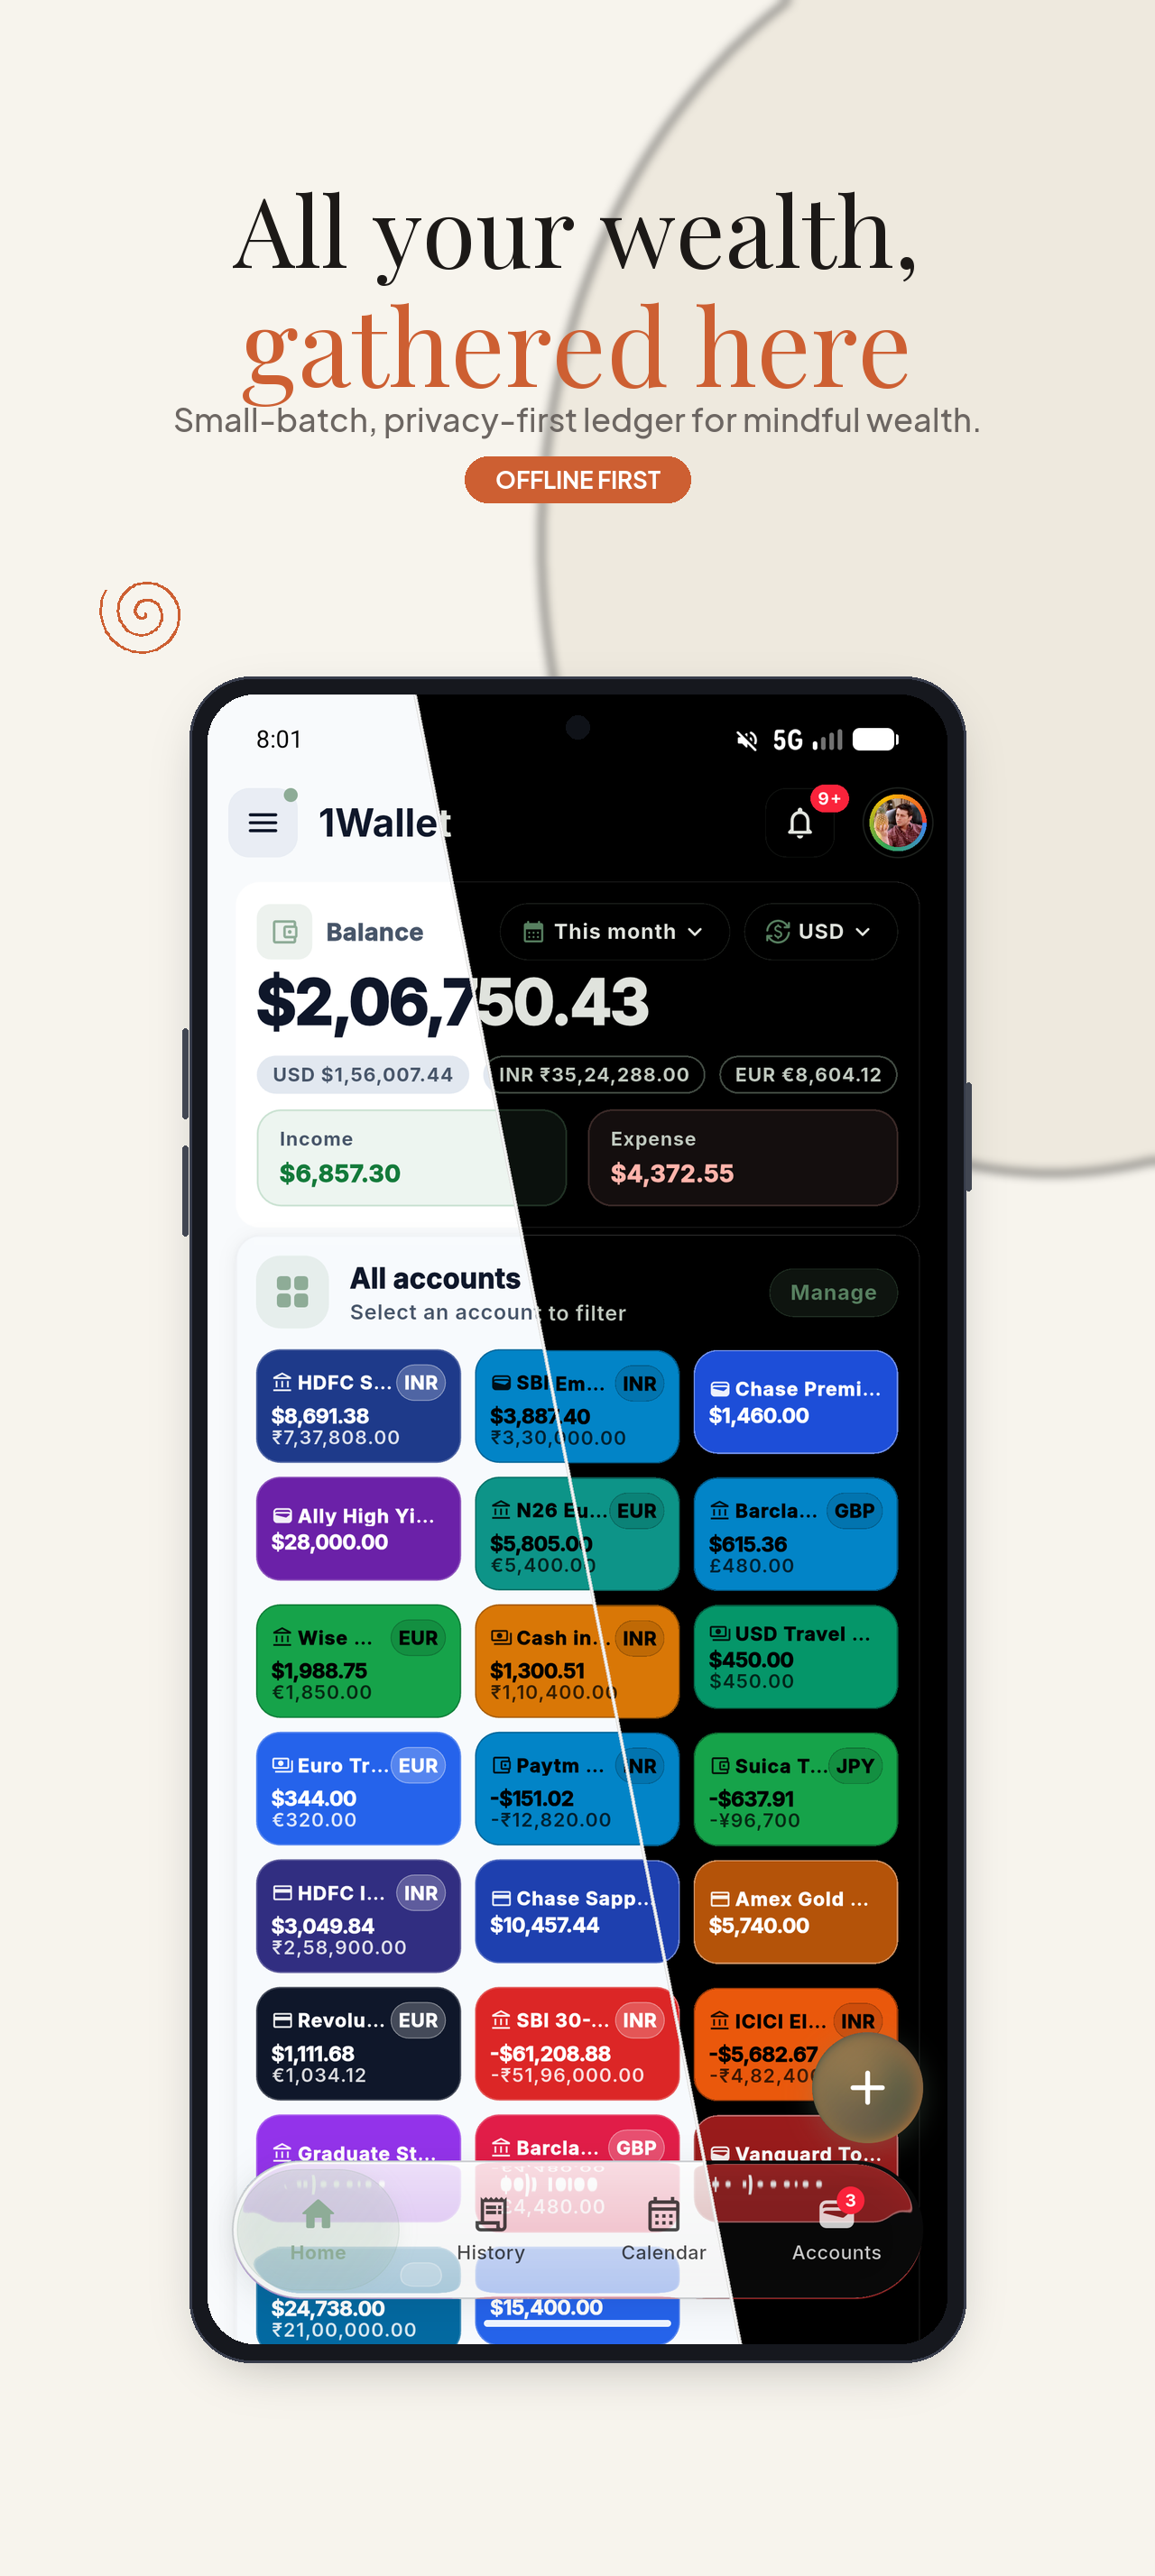 All your wealth,
gathered here
Small-batch, privacy-first ledger for mindful wealth.
OFFLINE FIRST
8:01 5G
1Wallet 9+
Balance This month USD
$2,06,750.43
USD $1,56,007.44 INR ₹35,24,288.00 EUR €8,604.12
Income Expense
$6,857.30 $4,372.55
All accounts
Select an account to filter Manage
HDFC S... INR SBI Em... INR Chase Premi...
$8,691.38 $3,887.40 $1,460.00
₹7,37,808.00 ₹3,30,000.00
Ally High Yi... N26 Eu... EUR Barcla... GBP
$28,000.00 $5,805.00 $615.36
€5,400.00 £480.00
Wise ... EUR Cash in... INR USD Travel ...
$1,988.75 $1,300.51 $450.00
€1,850.00 ₹1,10,400.00 $450.00
Euro Tr... EUR Paytm ... INR Suica T... JPY
$344.00 -$151.02 -$637.91
€320.00 -₹12,820.00 -¥96,700
HDFC I... INR Chase Sapp... Amex Gold ...
$3,049.84 $10,457.44 $5,740.00
₹2,58,900.00
Revolu... EUR SBI 30-... INR ICICI El... INR
$1,111.68 -$61,208.88 -$5,682.67
€1,034.12 -₹51,96,000.00 -₹4,82,400
Graduate St... Barcla... GBP Vanguard To...
£4,480.00 3
Home History Calendar Accounts
$24,738.00 $15,400.00
₹21,00,000.00